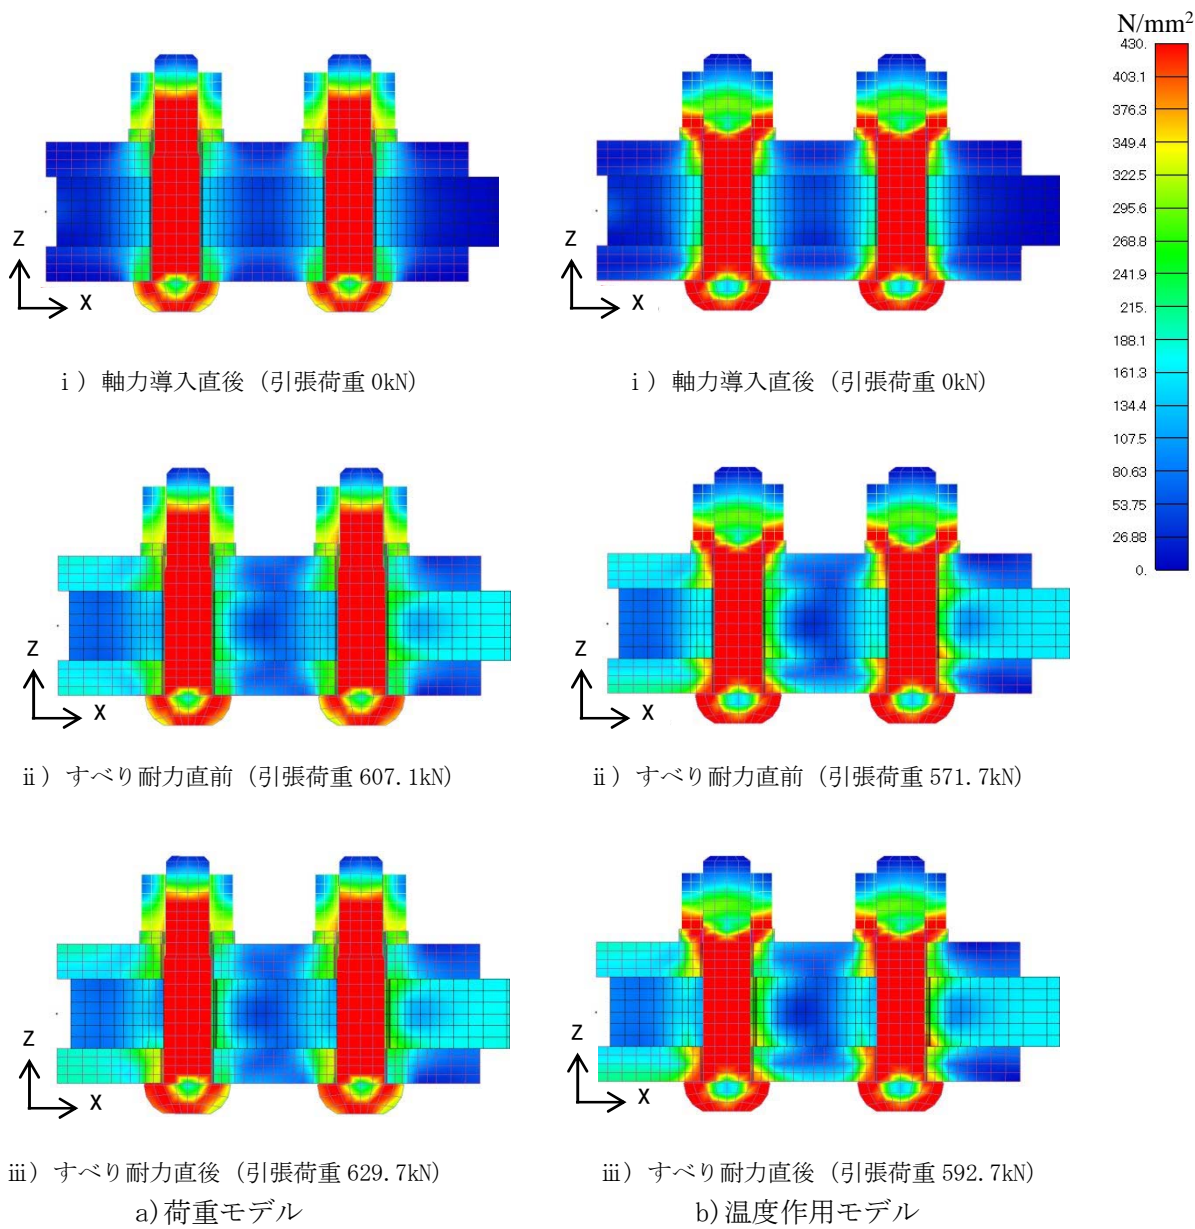 N/mm²
430.
403.1
376.3
349.4
322.5
295.6
268.8
241.9
215.
188.1
161.3
134.4
107.5
80.63
53.75
26.88
0.
Z
X
Z
X
ⅰ）軸力導入直後（引張荷重 0kN）
ⅰ）軸力導入直後（引張荷重 0kN）
Z
X
Z
X
ⅱ）すべり耐力直前（引張荷重 607.1kN）
ⅱ）すべり耐力直前（引張荷重 571.7kN）
Z
X
Z
X
ⅲ）すべり耐力直後（引張荷重 629.7kN）
ⅲ）すべり耐力直後（引張荷重 592.7kN）
a)荷重モデル
b)温度作用モデル